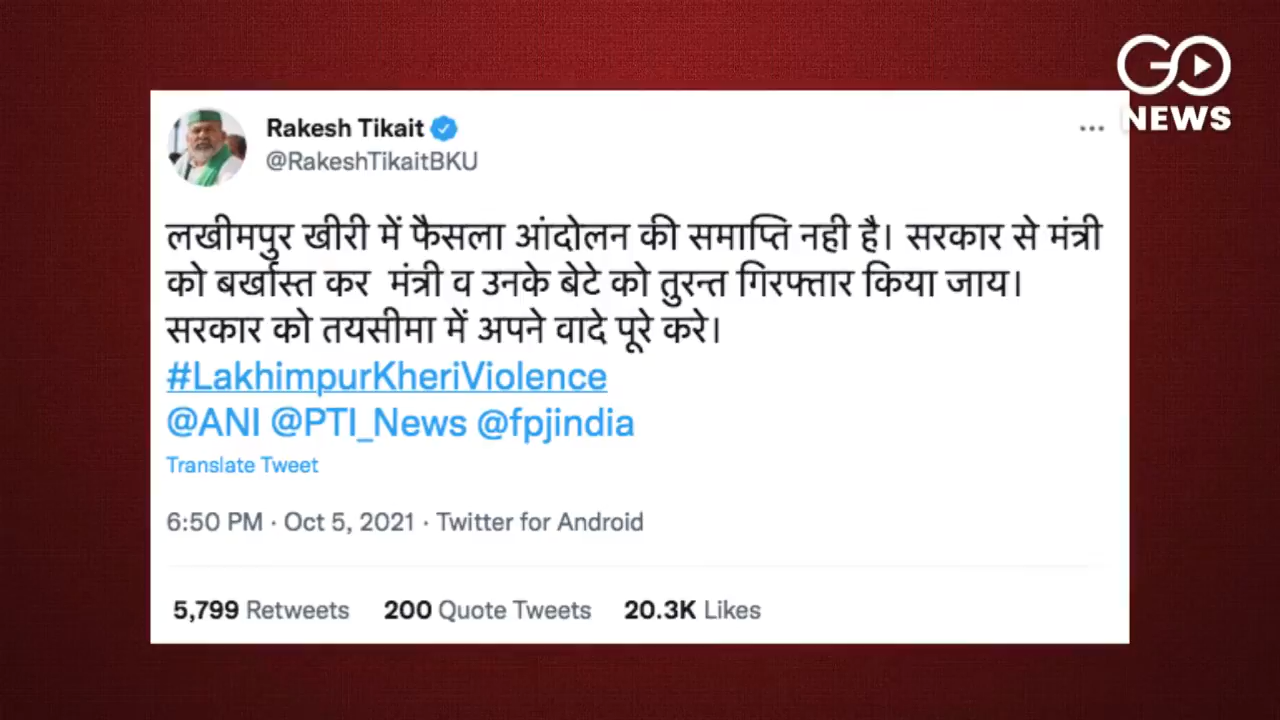 GO
NEWS
Rakesh Tikait
@RakeshTikaitBKU
लखीमपुर खीरी में फैसला आंदोलन की समाप्ति नही है। सरकार से मंत्री
को बर्खास्त कर मंत्री व उनके बेटे को तुरन्त गिरफ्तार किया जाय।
सरकार को तयसीमा में अपने वादे पूरे करे।
#LakhimpurKheriViolence
@ANI @PTI_News @fpjindia
Translate Tweet
6:50 PM · Oct 5, 2021 · Twitter for Android
5,799 Retweets 200 Quote Tweets 20.3K Likes